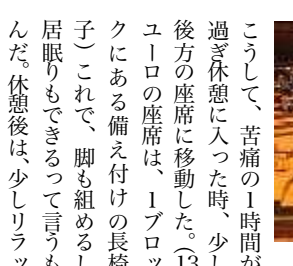 こうして、苦痛の1時間が
過ぎ休憩に入った時、少し
後方の座席に移動した。(13
ユーロの座席は、1ブロッ
クにある備え付けの長椅
子）これで、脚も組めるし
居眠りもできるって言うも
んだ。休憩後は、少しリラッ